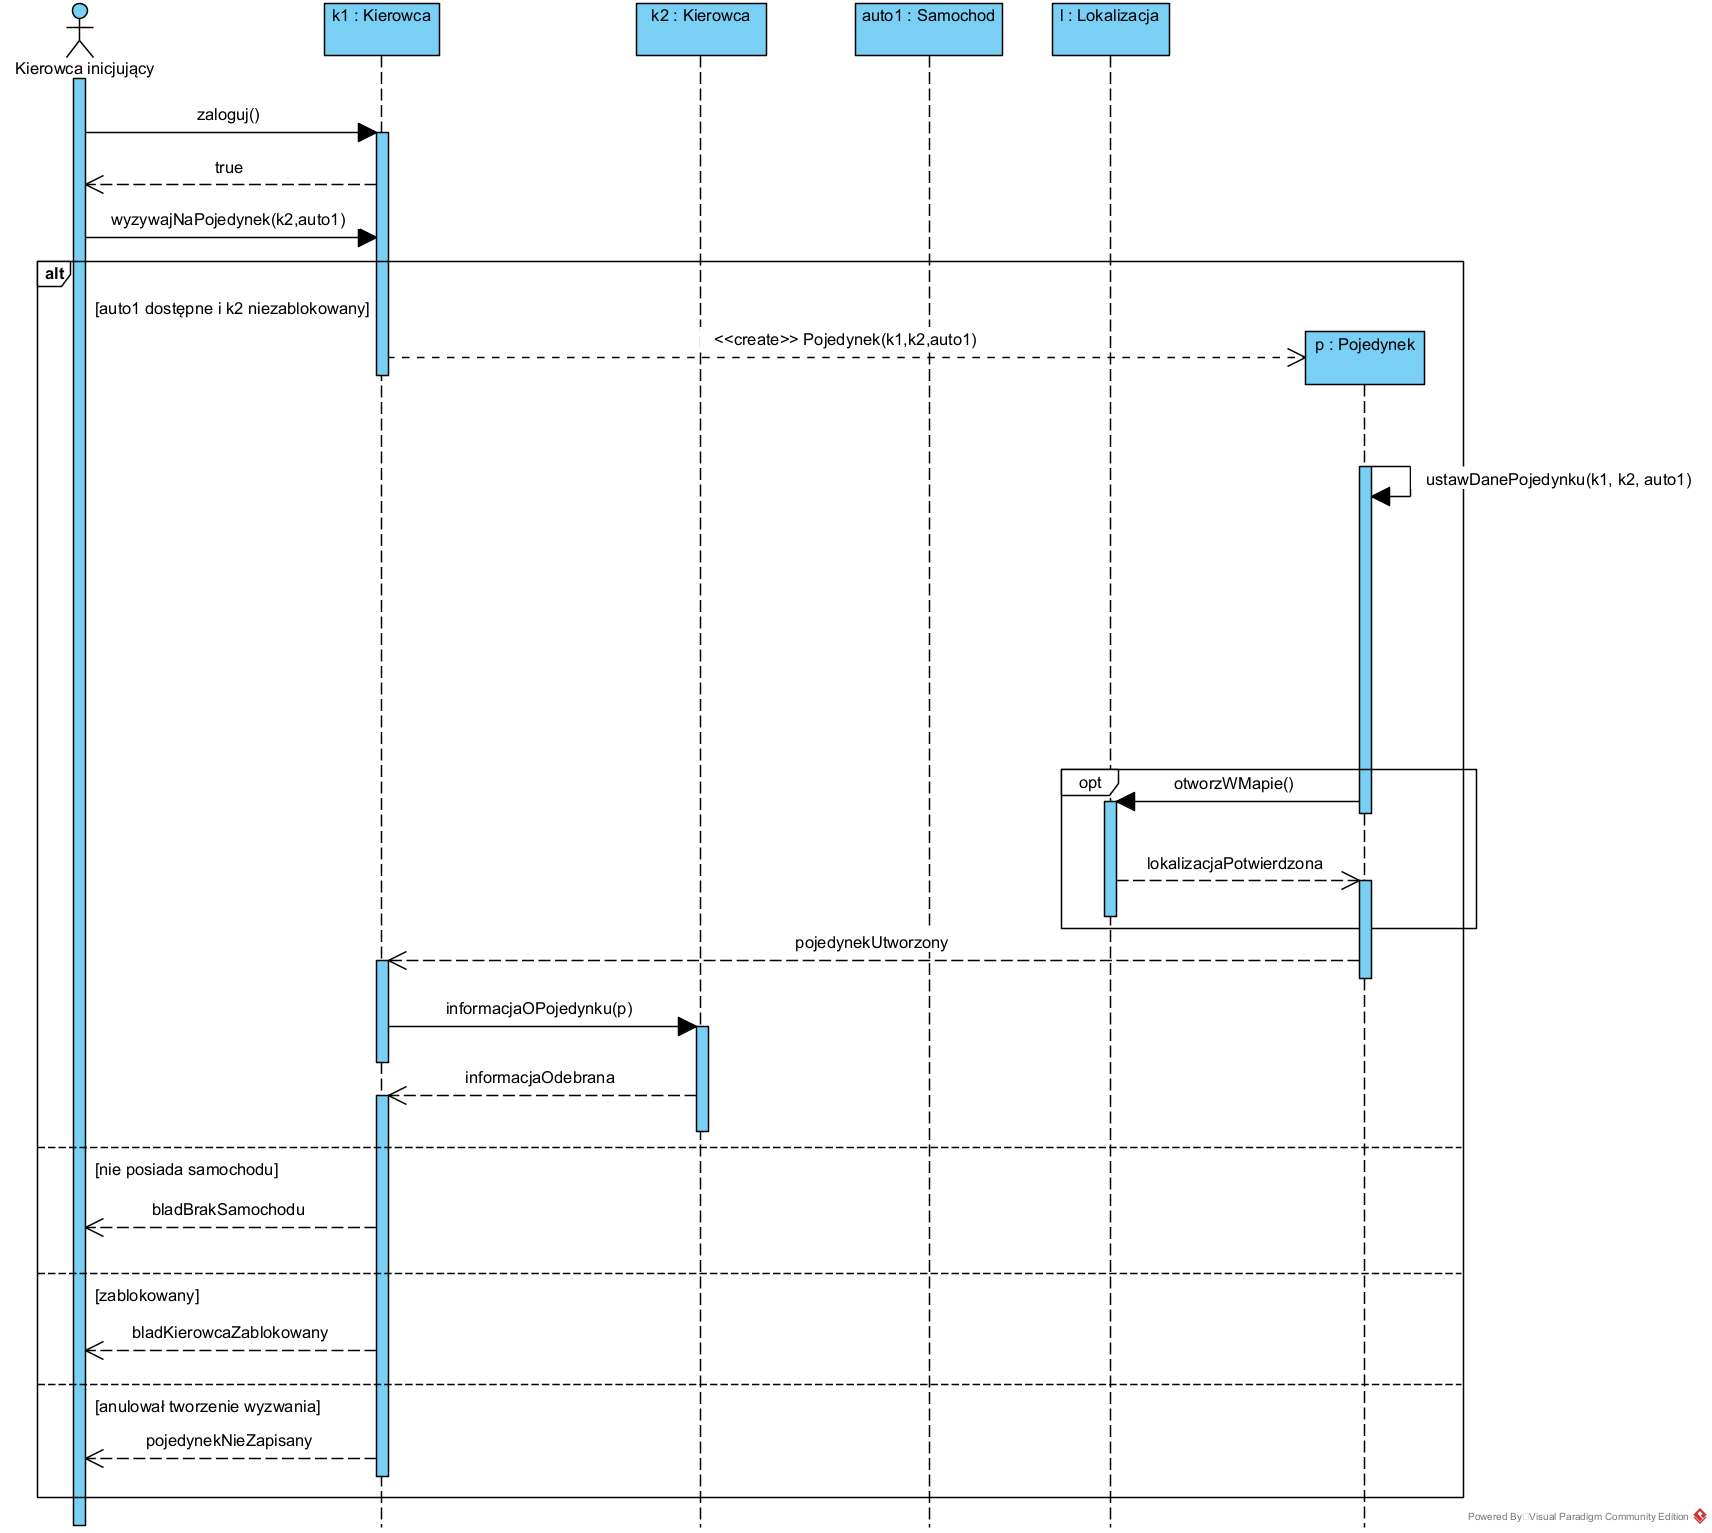 k1 : Kierowca
k2 : Kierowca
auto1 : Samochod
l : Lokalizacja
Kierowca inicjujący
zaloguj()
true
wyzywajNaPojedynek(k2,auto1)
alt
[auto1 dostępne i k2 niezablokowany]
<<create>> Pojedynek(k1,k2,auto1)
p : Pojedynek
ustawDanePojedynku(k1, k2, auto1)
opt
otworzWMapie()
lokalizacjaPotwierdzona
pojedynekUtworzony
informacjaOPojedynku(p)
informacjaOdebrana
[nie posiada samochodu]
bladBrakSamochodu
[zablokowany]
bladKierowcaZablokowany
[anulował tworzenie wyzwania]
pojedynekNieZapisany
Powered By Visual Paradigm Community Edition